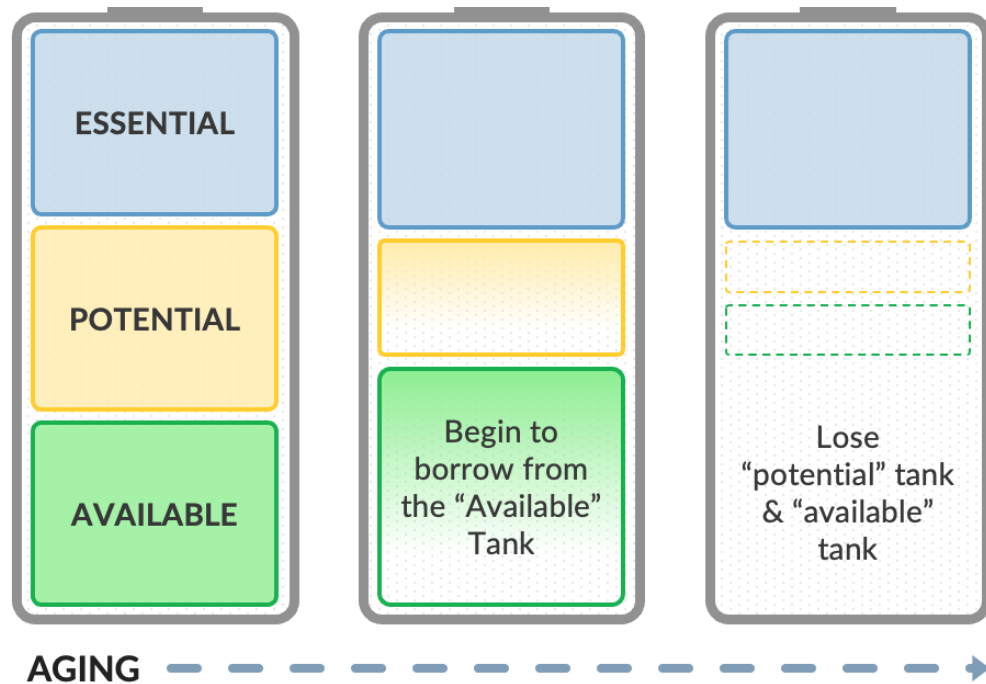 ESSENTIAL
POTENTIAL
AVAILABLE
Begin to
borrow from
the “Available”
Tank
Lose
“potential” tank
& “available”
tank
AGING